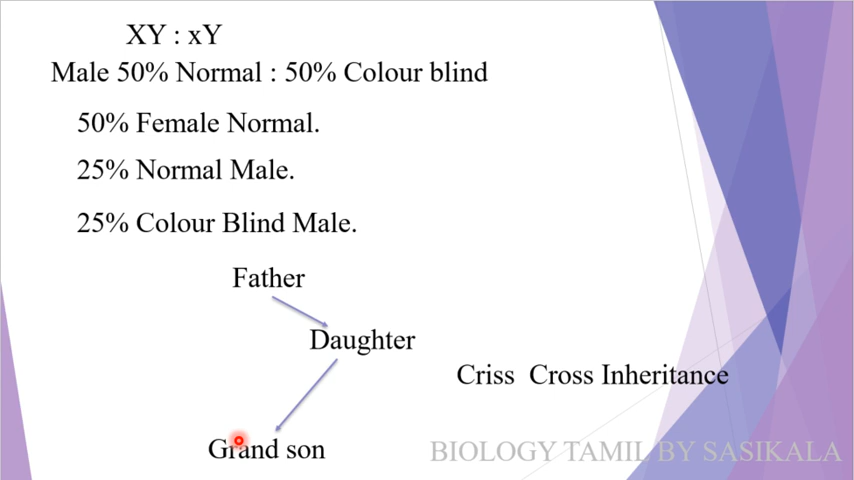 XY : xY
Male 50% Normal : 50% Colour blind
50% Female Normal.
25% Normal Male.
25% Colour Blind Male.
Father
Daughter
Criss Cross Inheritance
Grand son
BIOLOGY TAMIL BY SASIKALA